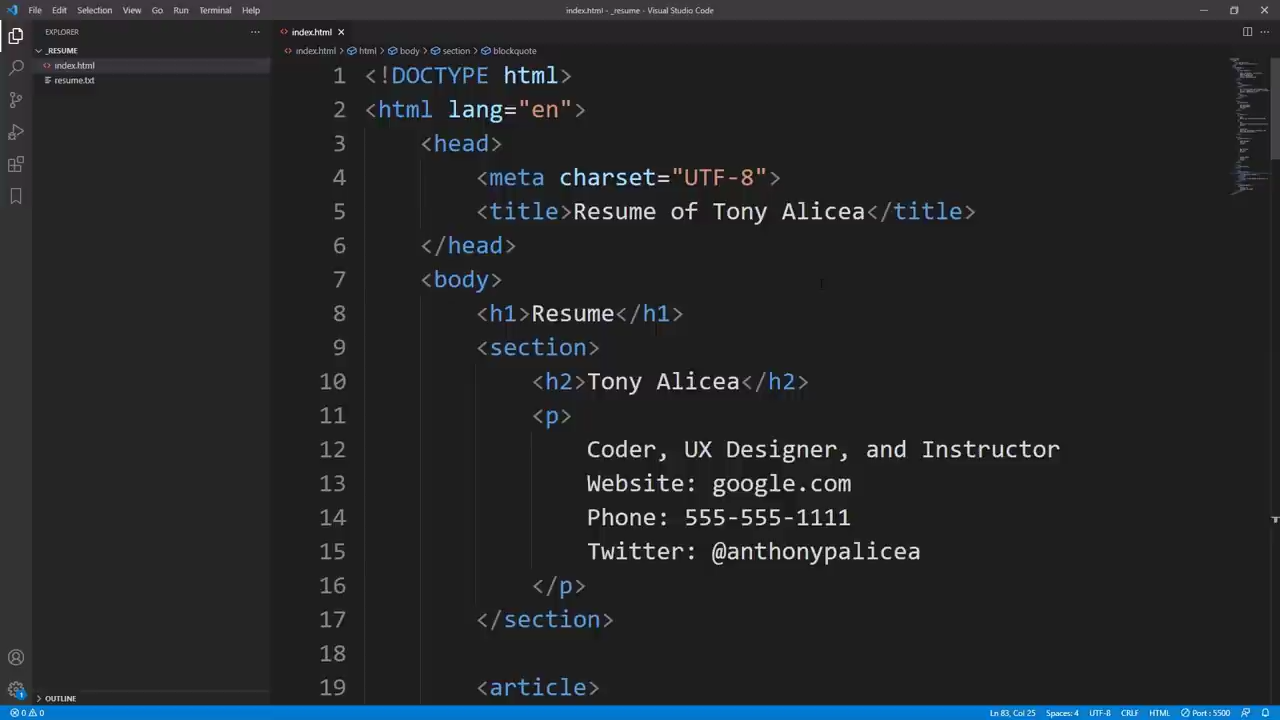 File Edit Selection View Go Run Terminal Help
index.html - _resume - Visual Studio Code
EXPLORER
_RESUME
index.html
resume.txt
OUTLINE
index.html
index.html > html > body > section > blockquote
1 <!DOCTYPE html>
2 <html lang="en">
3 <head>
4 <meta charset="UTF-8">
5 <title>Resume of Tony Alicea</title>
6 </head>
7 <body>
8 <h1>Resume</h1>
9 <section>
10 <h2>Tony Alicea</h2>
11 <p>
12 Coder, UX Designer, and Instructor
13 Website: google.com
14 Phone: 555-555-1111
15 Twitter: @anthonypalicea
16 </p>
17 </section>
18
19 <article>
0 0 Ln 83, Col 25 Spaces: 4 UTF-8 CRLF HTML Port : 5500